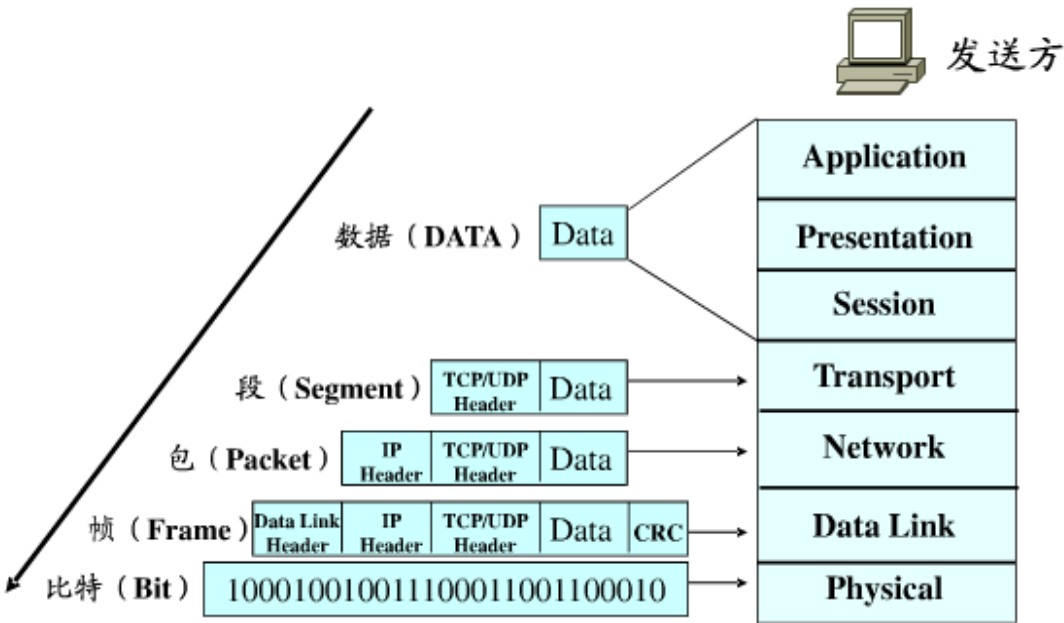 发送方
Application
数据（DATA） Data
Presentation
Session
段（Segment） TCP/UDP Header Data
Transport
包（Packet） IP Header TCP/UDP Header Data
Network
帧（Frame） Data Link Header IP Header TCP/UDP Header Data CRC
Data Link
比特（Bit） 100010010011100011001100010
Physical